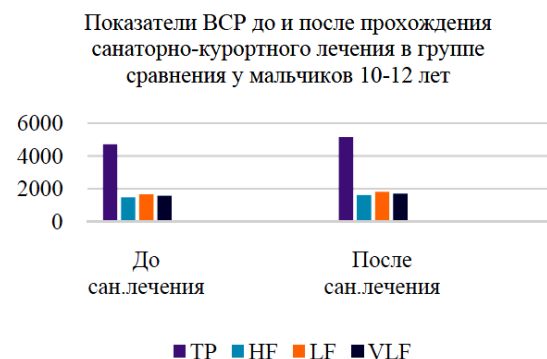 Показатели ВСР до и после прохождения
санаторно-курортного лечения в группе
сравнения у мальчиков 10-12 лет
6000
4000
2000
0
До
сан.лечения
После
сан.лечения
TP HF LF VLF